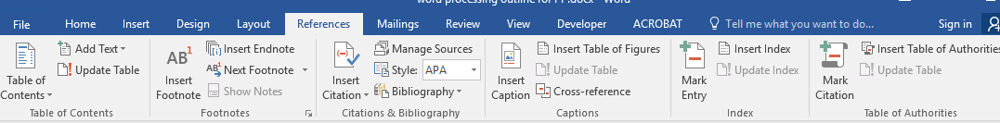 word processing outline for PP.docx - Word
File Home Insert Design Layout References Mailings Review View Developer ACROBAT Tell me what you want to do... Sign in
Table of Contents
Add Text
Update Table
Table of Contents
AB¹
Insert Footnote
Insert Endnote
AB¹ Next Footnote
Show Notes
Footnotes
Insert Citation
Manage Sources
Style: APA
Bibliography
Citations & Bibliography
Insert Caption
Insert Table of Figures
Update Table
Cross-reference
Captions
Mark Entry
Insert Index
Update Index
Index
Mark Citation
Insert Table of Authorities
Update Table
Table of Authorities